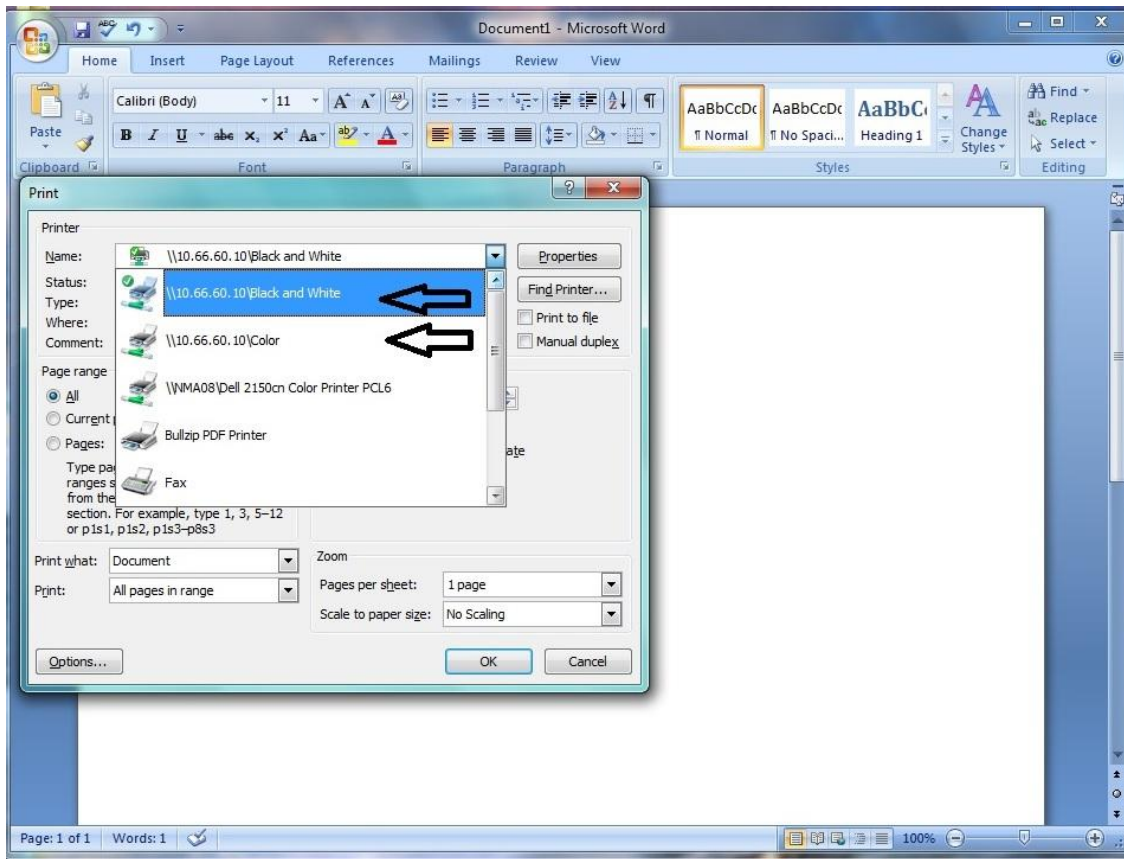 Document1 - Microsoft Word
Home Insert Page Layout References Mailings Review View
Paste
Calibri (Body) 11
AaBbCcDc AaBbCcDc AaBbC
¶ Normal ¶ No Spaci... Heading 1
Change Styles
Find
Replace
Select
Clipboard Font Paragraph Styles Editing
Print
Printer
Name: \\10.66.60.10\Black and White Properties
Status: \\10.66.60.10\Black and White Find Printer...
Type:
Where: Print to file
Comment: \\10.66.60.10\Color Manual duplex
Page range
\\NMA08\Dell 2150cn Color Printer PCL6
All
Current
Bullzip PDF Printer
Pages:
Type
ranges
Fax
from the
section. For example, type 1, 3, 5–12
or p1s1, p1s2, p1s3–p8s3
Print what: Document
Zoom
Print: All pages in range
Pages per sheet: 1 page
Scale to paper size: No Scaling
Options... OK Cancel
Page: 1 of 1 Words: 1 100%